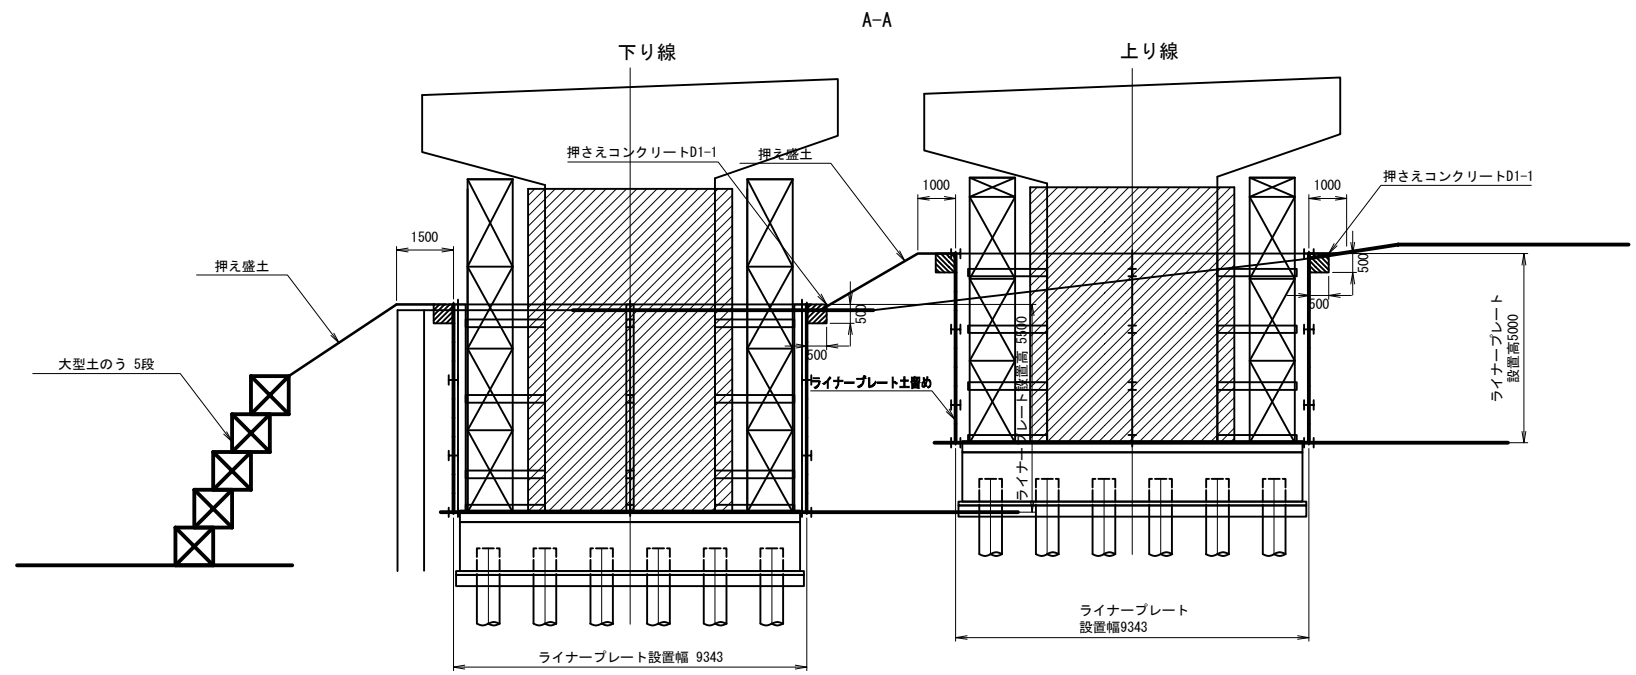 A-A
下り線
上り線
押さえコンクリートD1-1
押え盛土
押さえコンクリートD1-1
1000
1000
1500
押え盛土
大型土のう 5段
500
500
500
500
ライナープレート設置高 5500
ライナープレート土留め
ライナープレート
設置高5000
ライナープレート
設置幅9343
ライナープレート設置幅 9343